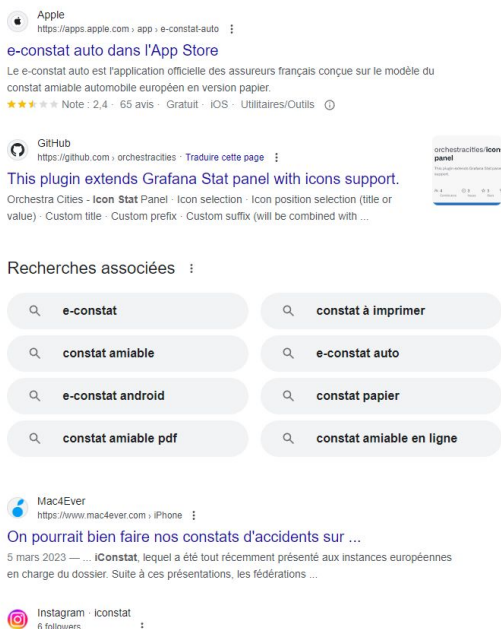 Apple
https://apps.apple.com › app › e-constat-auto
e-constat auto dans l'App Store
Le e-constat auto est l'application officielle des assureurs français conçue sur le modèle du
constat amiable automobile européen en version papier.
Note : 2,4 · 65 avis · Gratuit · iOS · Utilitaires/Outils
GitHub
https://github.com › orchestracities · Traduire cette page
This plugin extends Grafana Stat panel with icons support.
Orchestra Cities - Icon Stat Panel · Icon selection · Icon position selection (title or
value) · Custom title · Custom prefix · Custom suffix (will be combined with ...
orchestracities/icon
panel
Recherches associées
e-constat
constat à imprimer
constat amiable
e-constat auto
e-constat android
constat papier
constat amiable pdf
constat amiable en ligne
Mac4Ever
https://www.mac4ever.com › iPhone
On pourrait bien faire nos constats d'accidents sur ...
5 mars 2023 — ... iConstat, lequel a été tout récemment présenté aux instances européennes
en charge du dossier. Suite à ces présentations, les fédérations ...
Instagram · iconstat
6 followers